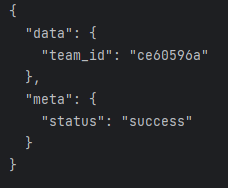 {
  "data": {
    "team_id": "ce60596a"
  },
  "meta": {
    "status": "success"
  }
}